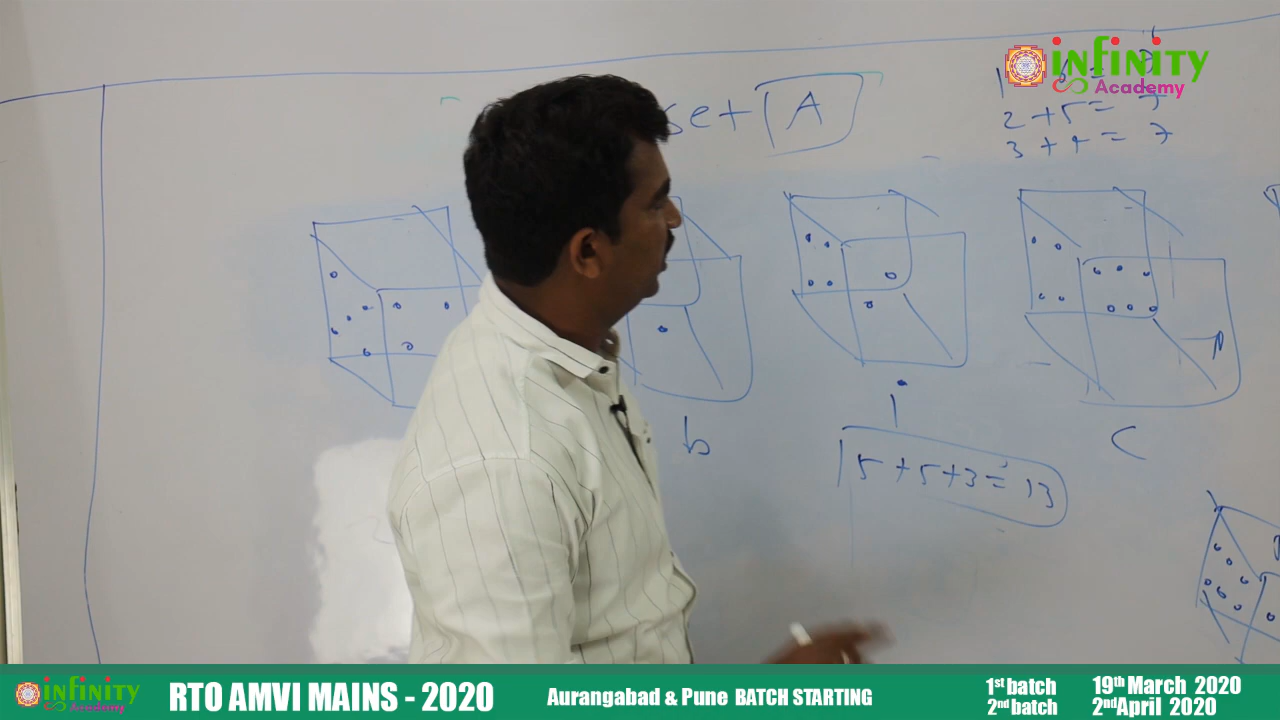 infinity
Academy
set A
2 + 5 = 7
3 + 4 = 7
b
i
C
5 + 5 + 3 = 13
infinity
Academy
RTO AMVI MAINS - 2020
Aurangabad & Pune BATCH STARTING
1st batch 19th March 2020
2nd batch 2nd April 2020